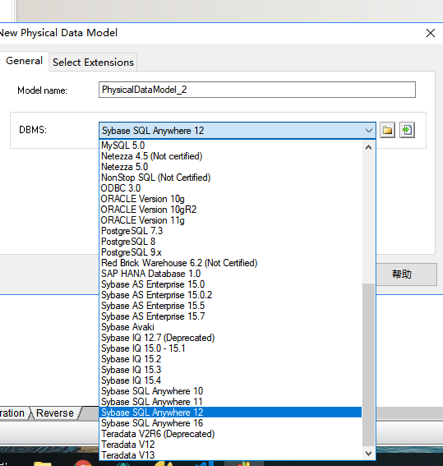 New Physical Data Model
General
Select Extensions
Model name:
PhysicalDataModel_2
DBMS:
Sybase SQL Anywhere 12
MySQL 5.0
Netezza 4.5 (Not certified)
Netezza 5.0
NonStop SQL (Not Certified)
ODBC 3.0
ORACLE Version 10g
ORACLE Version 10gR2
ORACLE Version 11g
PostgreSQL 7.3
PostgreSQL 8
PostgreSQL 9.x
Red Brick Warehouse 6.2 (Not Certified)
SAP HANA Database 1.0
Sybase AS Enterprise 15.0
Sybase AS Enterprise 15.0.2
Sybase AS Enterprise 15.5
Sybase AS Enterprise 15.7
Sybase Avaki
Sybase IQ 12.7 (Deprecated)
Sybase IQ 15.0 - 15.1
Sybase IQ 15.2
Sybase IQ 15.3
Sybase IQ 15.4
Sybase SQL Anywhere 10
Sybase SQL Anywhere 11
Sybase SQL Anywhere 12
Sybase SQL Anywhere 16
Teradata V2R6 (Deprecated)
Teradata V12
Teradata V13
帮助
ration
Reverse